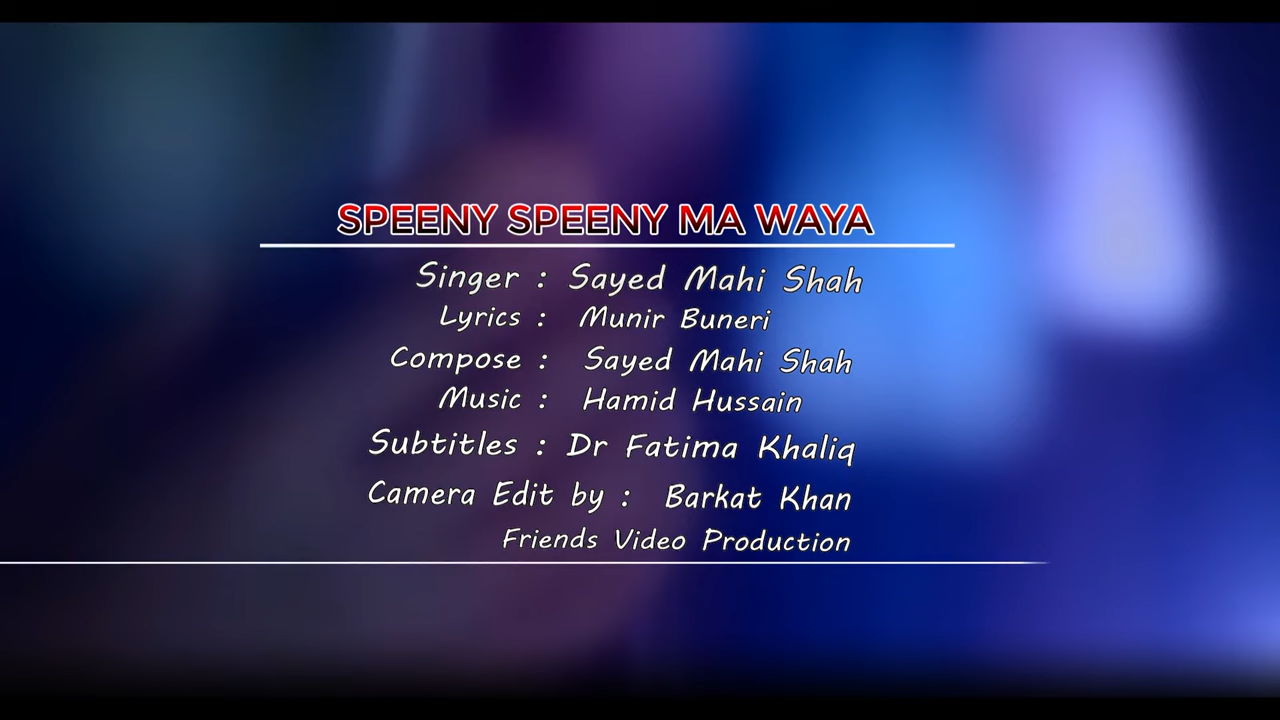 SPEENY SPEENY MA WAYA
Singer : Sayed Mahi Shah
Lyrics : Munir Buneri
Compose : Sayed Mahi Shah
Music : Hamid Hussain
Subtitles : Dr Fatima Khaliq
Camera Edit by : Barkat Khan
Friends Video Production